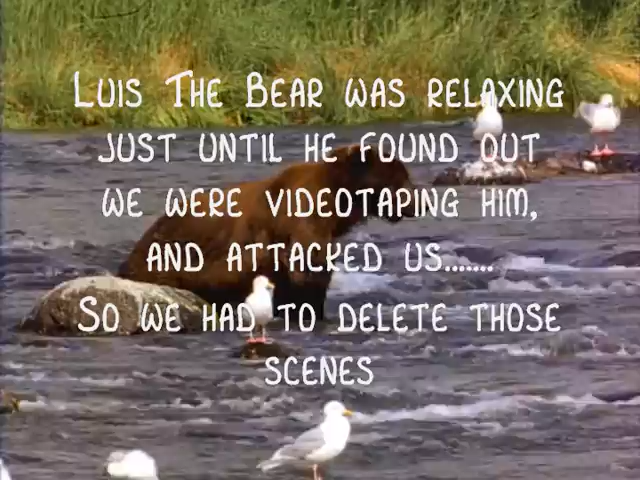 Luis The Bear was relaxing
just until he found out
we were videotaping him,
and attacked us.......
So we had to delete those
scenes